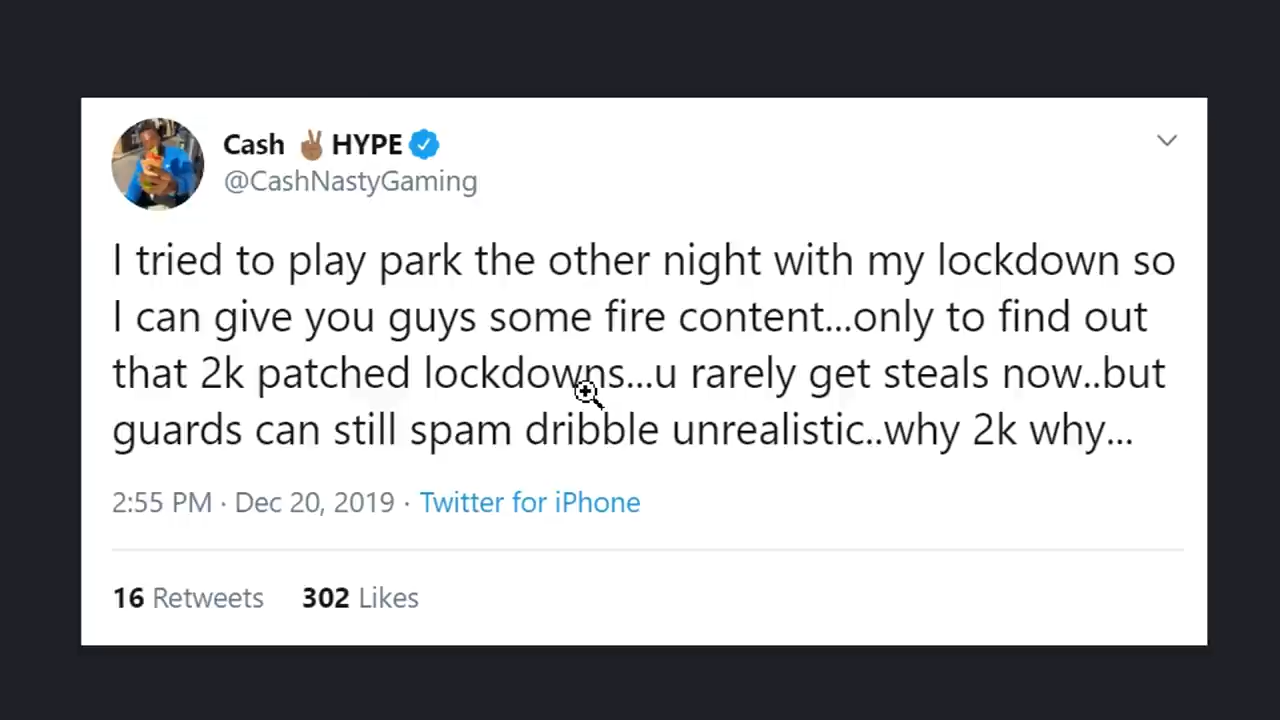 Cash ✌🏾 HYPE
@CashNastyGaming
I tried to play park the other night with my lockdown so
I can give you guys some fire content...only to find out
that 2k patched lockdowns...u rarely get steals now..but
guards can still spam dribble unrealistic..why 2k why...
2:55 PM · Dec 20, 2019 · Twitter for iPhone
16 Retweets 302 Likes